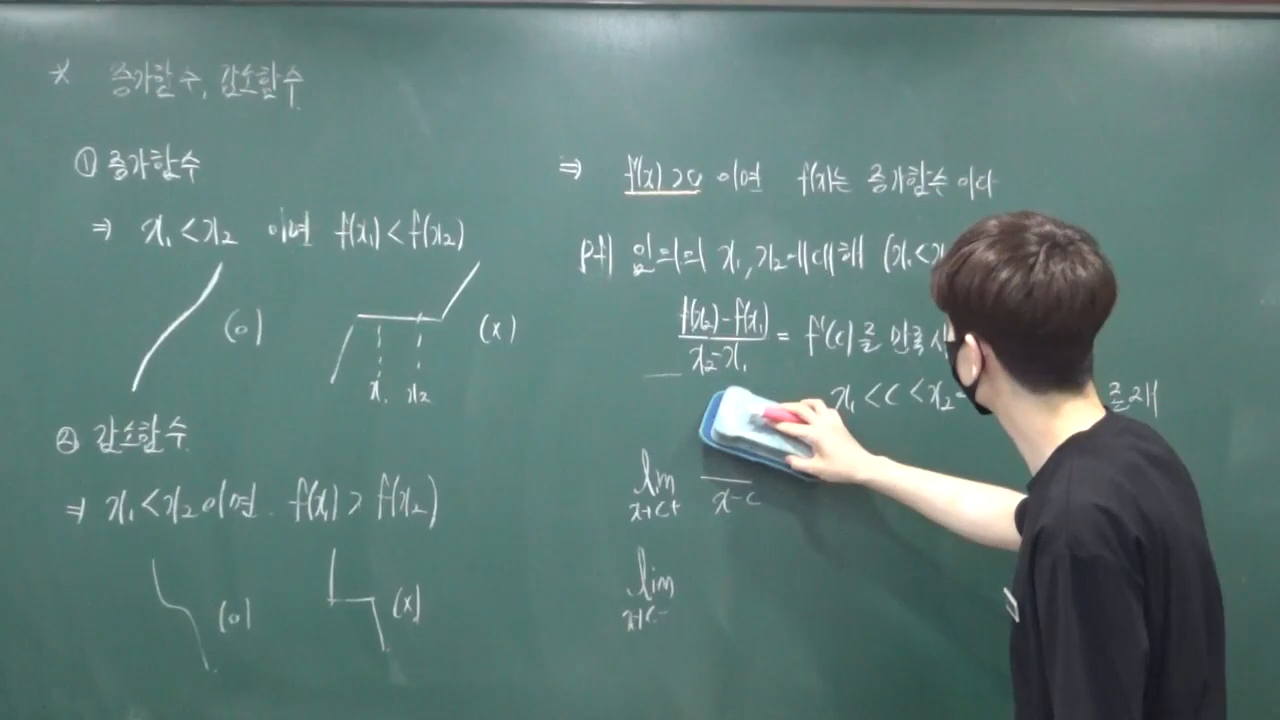 * 증가함수, 감소함수
① 증가함수
⇒ x₁ < x₂ 이면 f(x₁) < f(x₂)
(o) (x)
x₁ x₂
② 감소함수
⇒ x₁ < x₂ 이면 f(x₁) > f(x₂)
(o) (x)
⇒ f'(x) > 0 이면 f(x)는 증가함수이다
pf) 임의의 x₁, x₂에 대해 (x₁ <
f(x₂) - f(x₁) / x₂ - x₁ = f'(c)를 만족
x₁ < c < x₂ 존재
lim x→c+ / x-c
lim x→c-